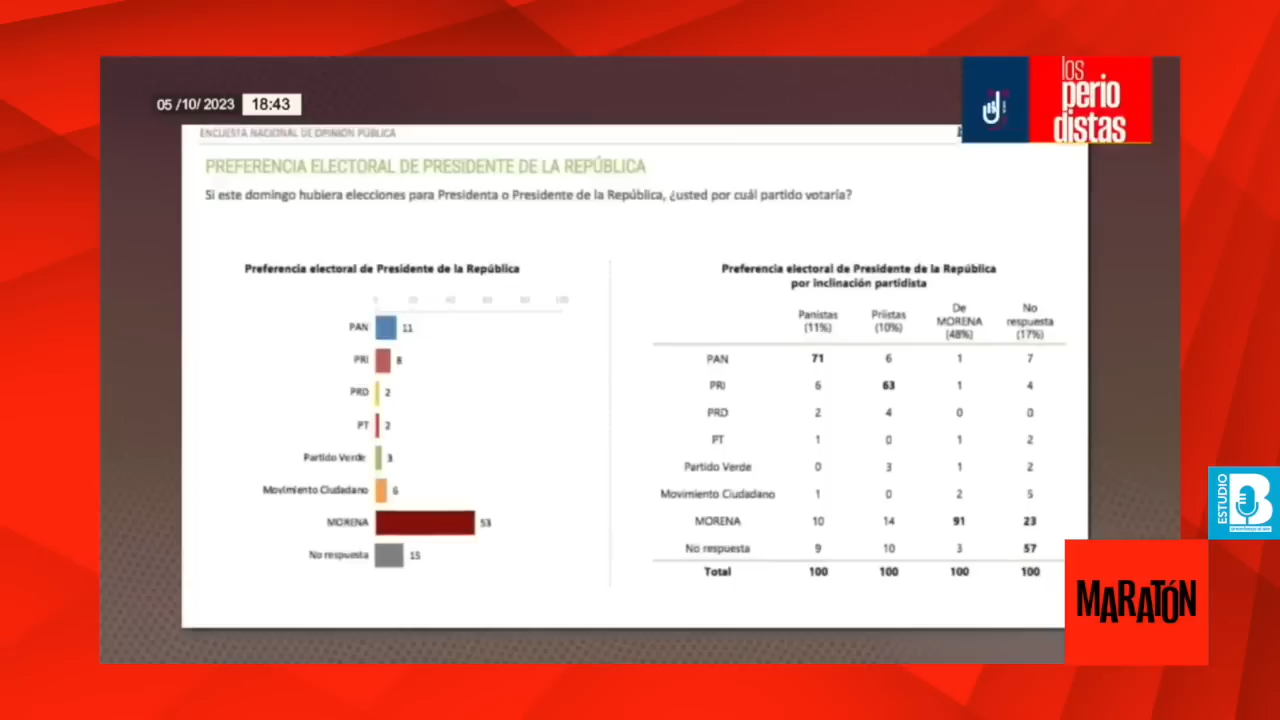 05 /10/ 2023 18:43
los
perio
distas
ENCUESTA NACIONAL DE OPINIÓN PÚBLICA
PREFERENCIA ELECTORAL DE PRESIDENTE DE LA REPÚBLICA
Si este domingo hubiera elecciones para Presidenta o Presidente de la República, ¿usted por cuál partido votaría?
Preferencia electoral de Presidente de la República
0 20 40 60 80 100
PAN 11
PRI 8
PRD 2
PT 2
Partido Verde 3
Movimiento Ciudadano 6
MORENA 53
No respuesta 15
Preferencia electoral de Presidente de la República
por inclinación partidista
Panistas (11%) Priistas (10%) De MORENA (48%) No respuesta (17%)
PAN 71 6 1 7
PRI 6 63 1 4
PRD 2 4 0 0
PT 1 0 1 2
Partido Verde 0 3 1 2
Movimiento Ciudadano 1 0 2 5
MORENA 10 14 91 23
No respuesta 9 10 3 57
Total 100 100 100 100
ESTUDIO
B
MARATÓN